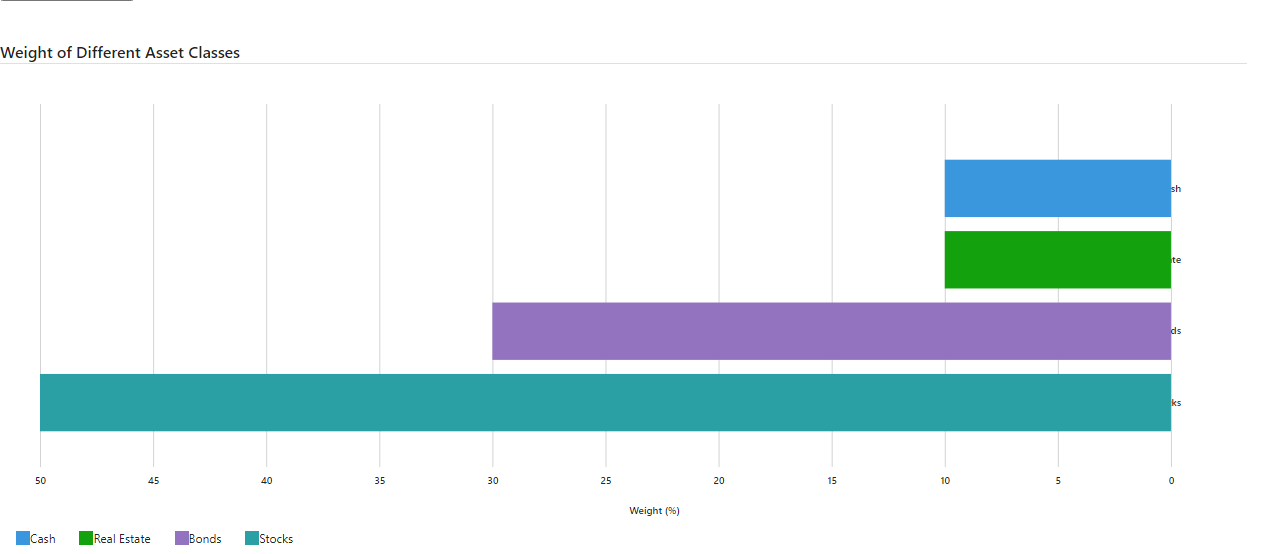 Weight of Different Asset Classes
sh
te
ds
ks
50 45 40 35 30 25 20 15 10 5 0
Weight (%)
Cash Real Estate Bonds Stocks